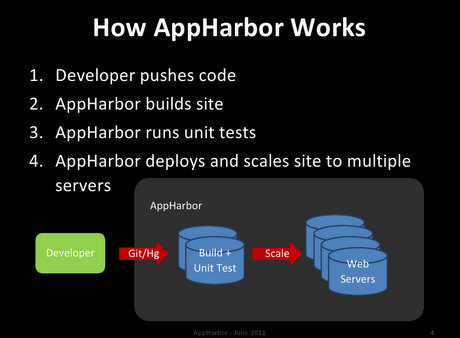 How AppHarbor Works
1. Developer pushes code
2. AppHarbor builds site
3. AppHarbor runs unit tests
4. AppHarbor deploys and scales site to multiple
servers
AppHarbor
Developer
Git/Hg
Build +
Unit Test
Scale
Web
Servers
AppHarbor - June 2011
4